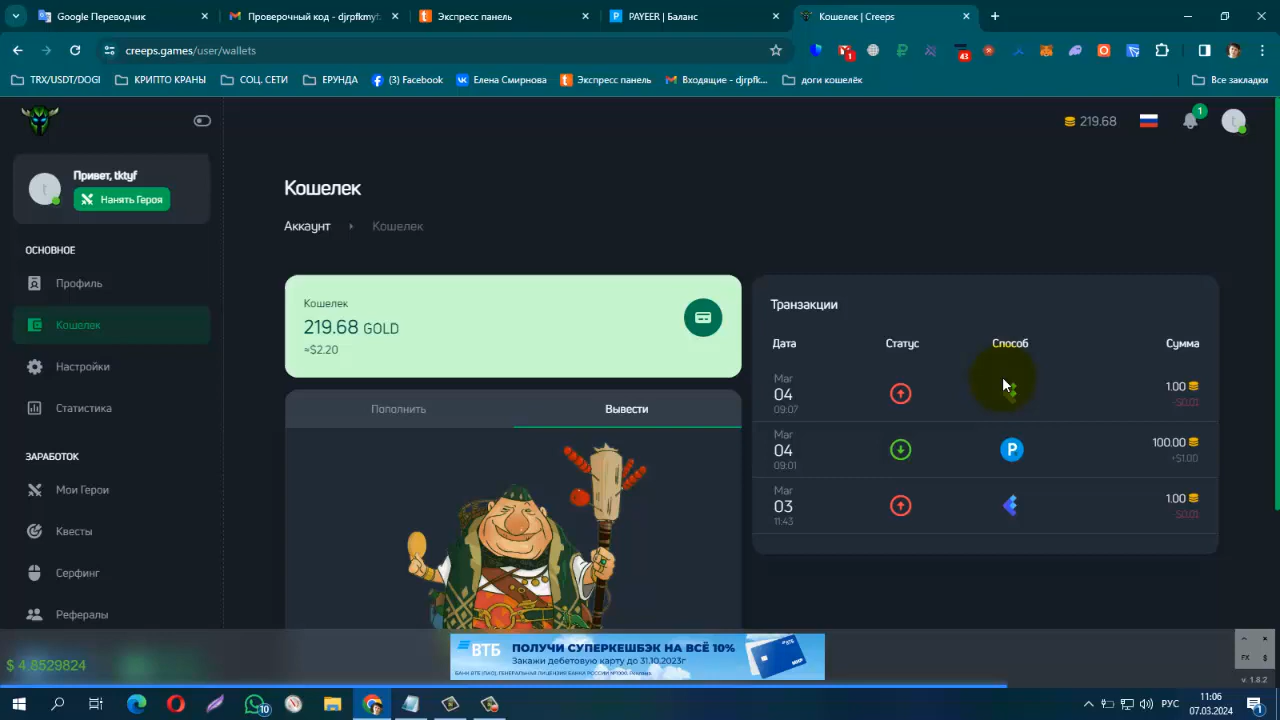 Google Переводчик
Проверочный код - djrpfkmy!
Экспресс панель
PAYEER | Баланс
Кошелек | Creeps
creeps.games/user/wallets
1
43
TRX/USDT/DOGI
КРИПТО КРАНЫ
СОЦ. СЕТИ
ЕРУНДА
(3) Facebook
Елена Смирнова
Экспресс панель
Входящие - djrpfk...
доги кошелёк
Все закладки
219.68
1
t
t
Привет, tktyf
Нанять Героя
ОСНОВНОЕ
Профиль
Кошелек
Настройки
Статистика
ЗАРАБОТОК
Мои Герои
Квесты
Серфинг
Рефералы
Кошелек
Аккаунт
Кошелек
Кошелек
219.68 GOLD
≈$2.20
Пополнить
Вывести
Транзакции
Дата Статус Способ Сумма
Mar
04
09:07
1.00
-$0.01
Mar
04
09:01
100.00
+$1.00
Mar
03
11:43
1.00
-$0.01
$ 4.8529824
ВТБ
ПОЛУЧИ СУПЕРКЕШБЭК НА ВСЁ 10%
Закажи дебетовую карту до 31.10.2023г
FX
v 1.8.2
10
РУС
11:06
07.03.2024